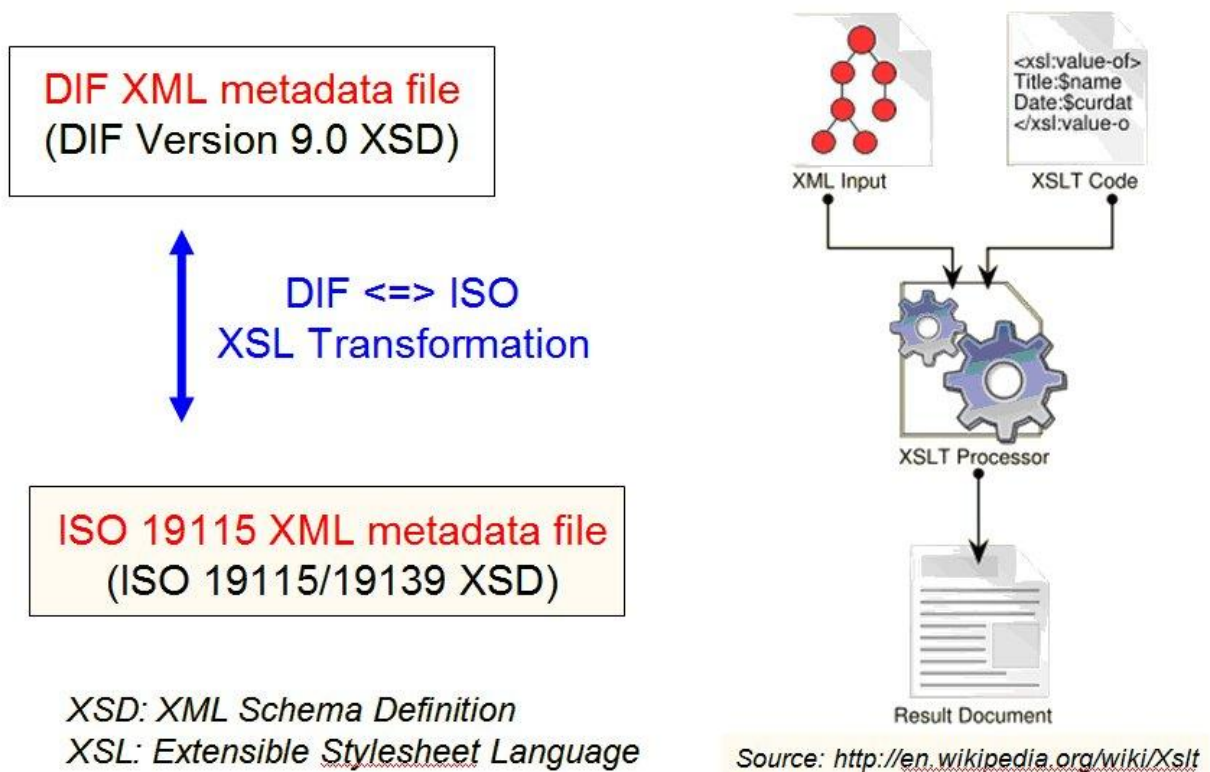 DIF XML metadata file
(DIF Version 9.0 XSD)
DIF <=> ISO
XSL Transformation
ISO 19115 XML metadata file
(ISO 19115/19139 XSD)
XSD: XML Schema Definition
XSL: Extensible Stylesheet Language
<xsl:value-of>
Title:$name
Date:$curdat
</xsl:value-o
XML Input
XSLT Code
XSLT Processor
Result Document
Source: http://en.wikipedia.org/wiki/Xslt